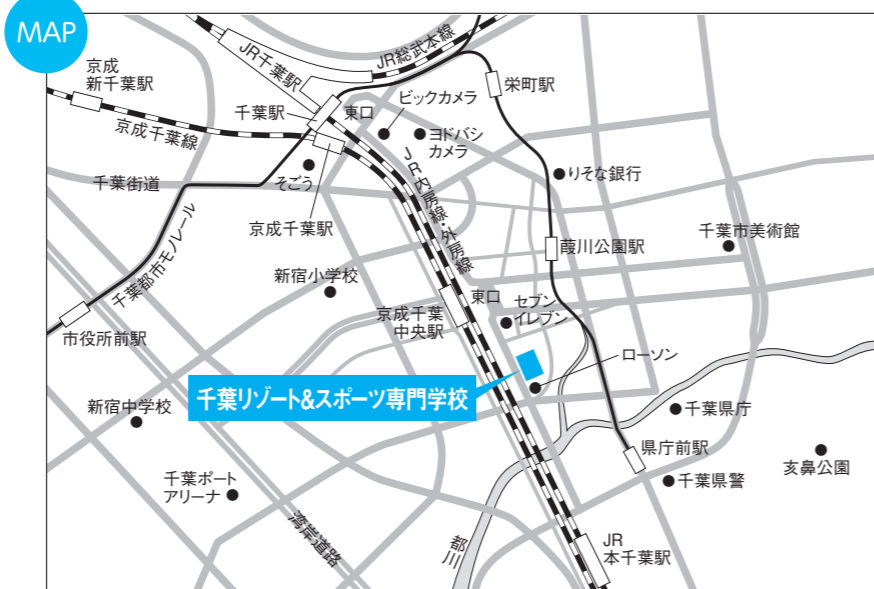 MAP
JR総武本線
JR千葉駅
京成
新千葉駅
栄町駅
ビックカメラ
千葉駅
東口
京成千葉線
ヨドバシ
カメラ
そごう
JR内房線・外房線
りそな銀行
千葉街道
京成千葉駅
千葉都市モノレール
葭川公園駅
千葉市美術館
新宿小学校
東口
セブン
イレブン
京成千葉
中央駅
市役所前駅
ローソン
千葉リゾート&スポーツ専門学校
新宿中学校
千葉県庁
県庁前駅
亥鼻公園
千葉ポート
アリーナ
千葉県警
湾岸道路
都川
JR
本千葉駅